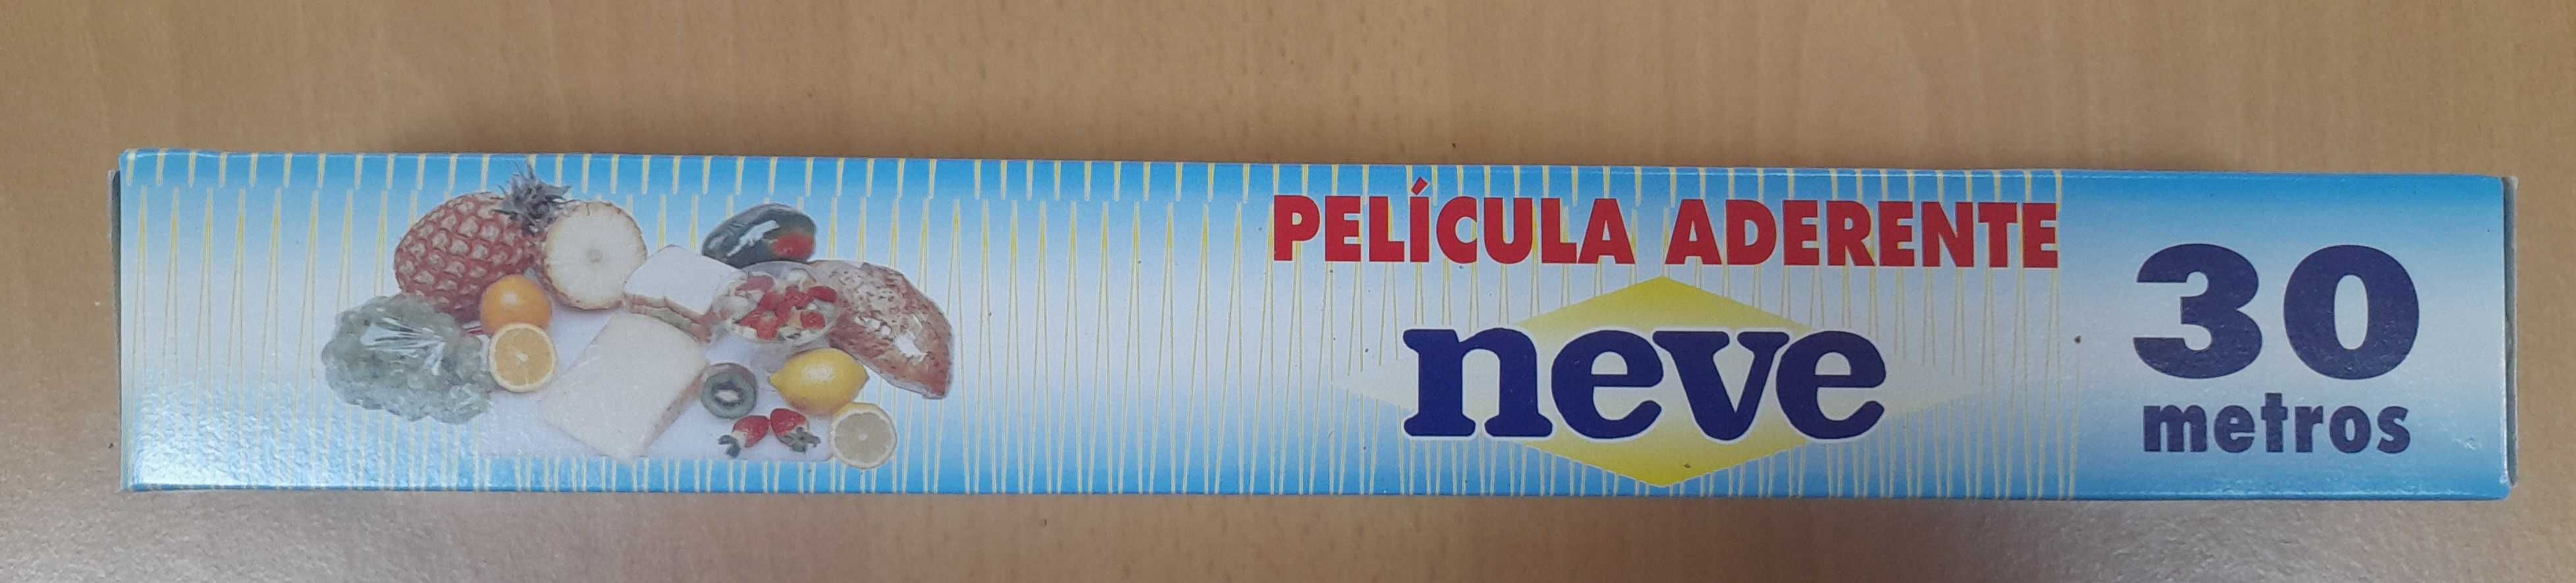 PELÍCULA ADERENTE
neve
30
metros